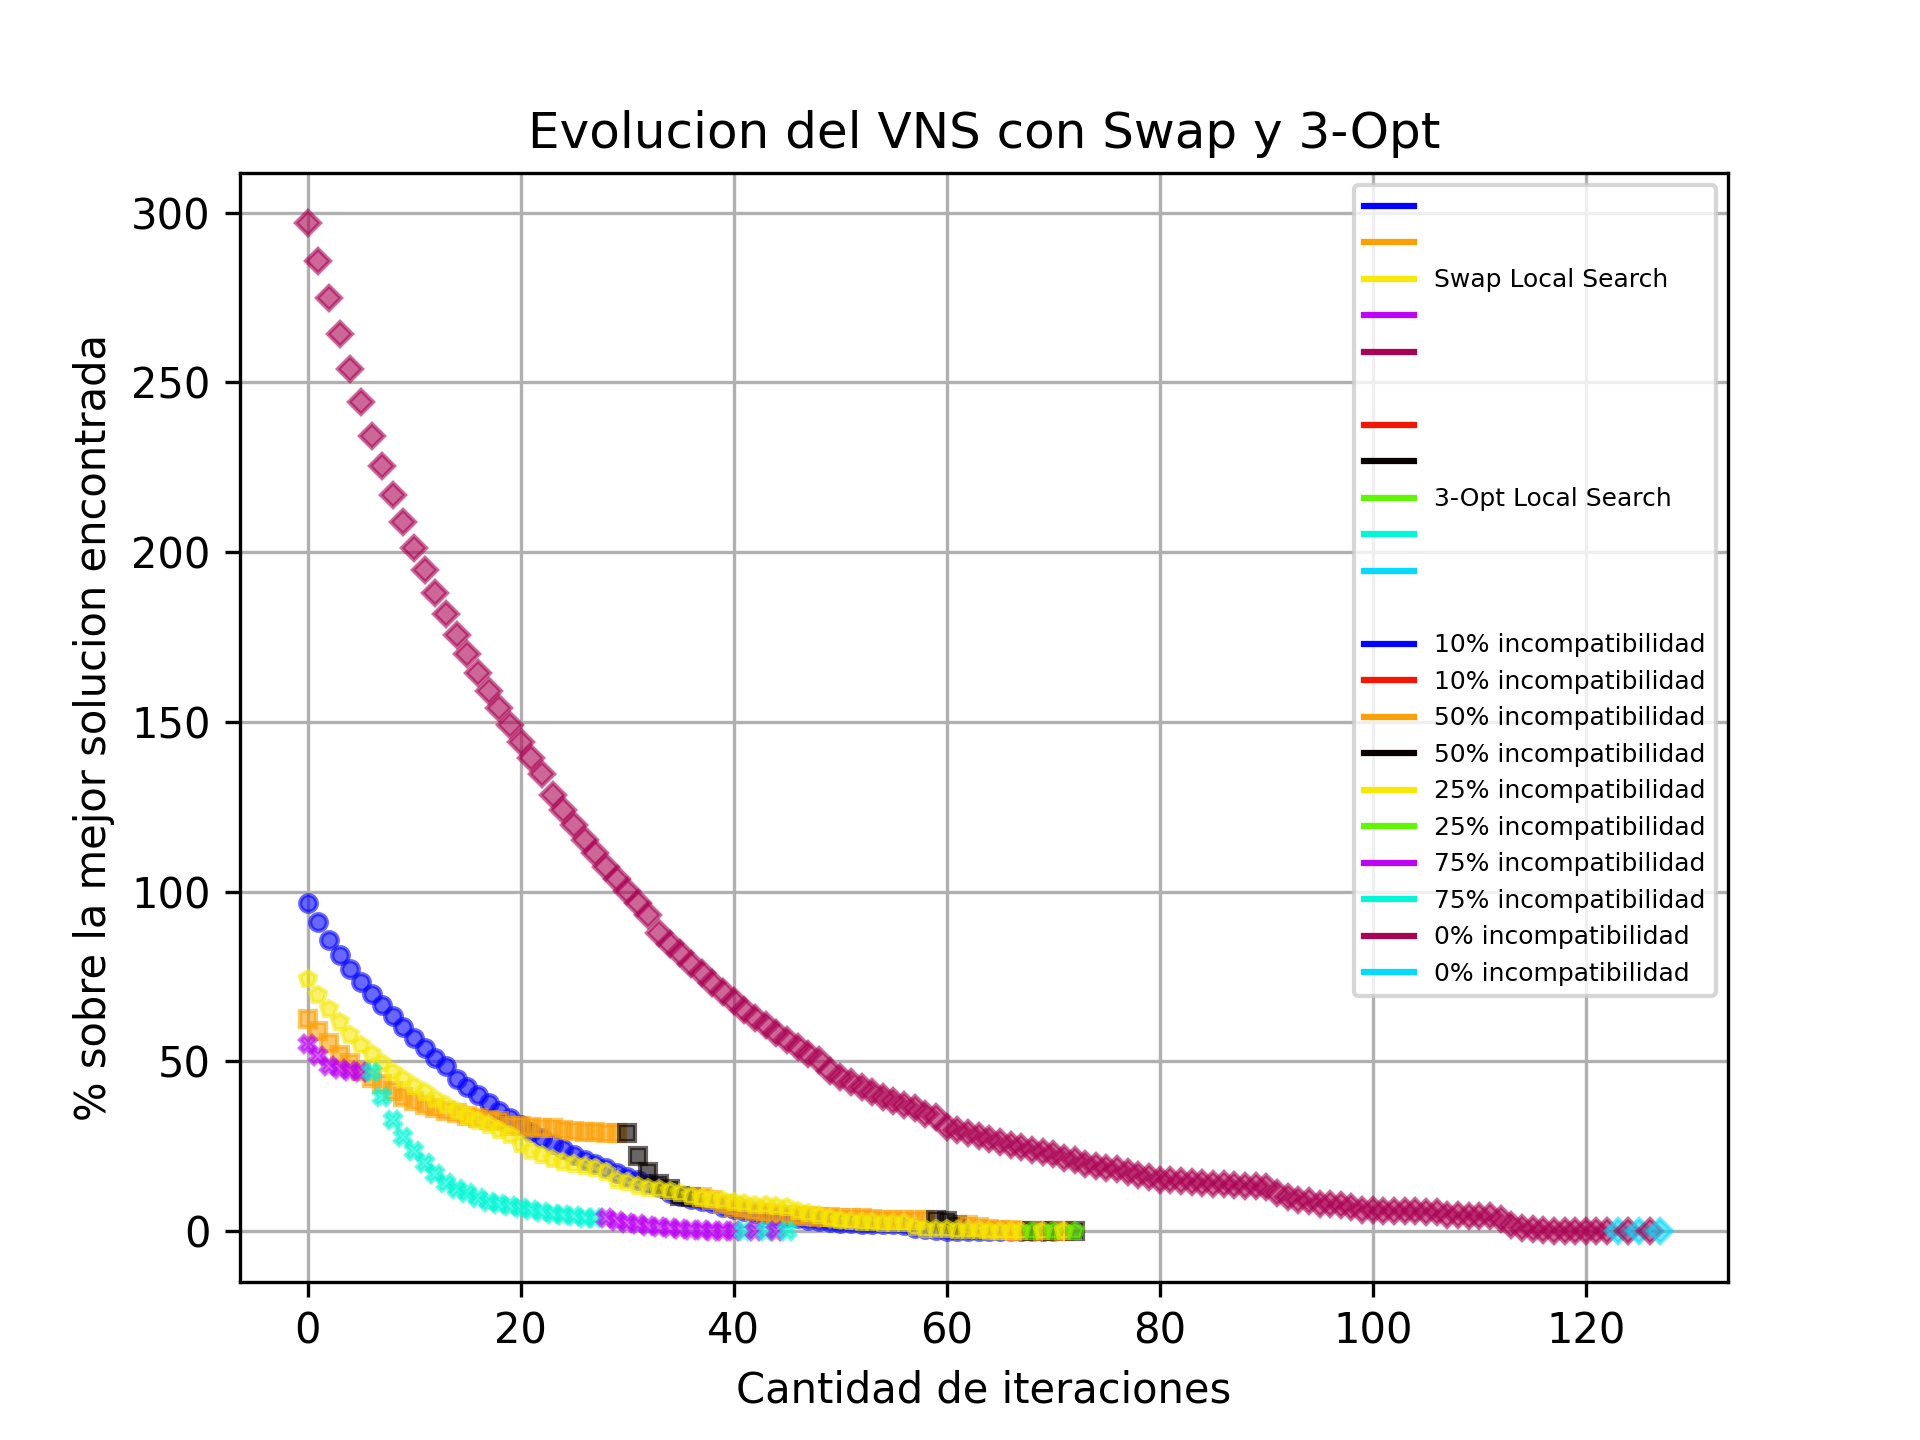 Evolucion del VNS con Swap y 3-Opt
% sobre la mejor solucion encontrada
300
250
200
150
100
50
0
Swap Local Search
3-Opt Local Search
10% incompatibilidad
10% incompatibilidad
50% incompatibilidad
50% incompatibilidad
25% incompatibilidad
25% incompatibilidad
75% incompatibilidad
75% incompatibilidad
0% incompatibilidad
0% incompatibilidad
0 20 40 60 80 100 120
Cantidad de iteraciones